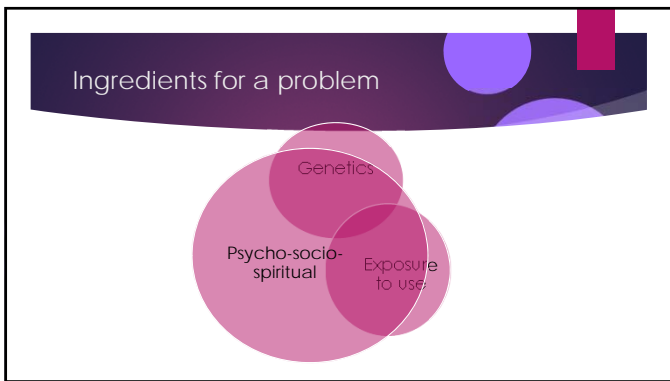 Ingredients for a problem
Genetics
Psycho-socio-
spiritual
Exposure
to use